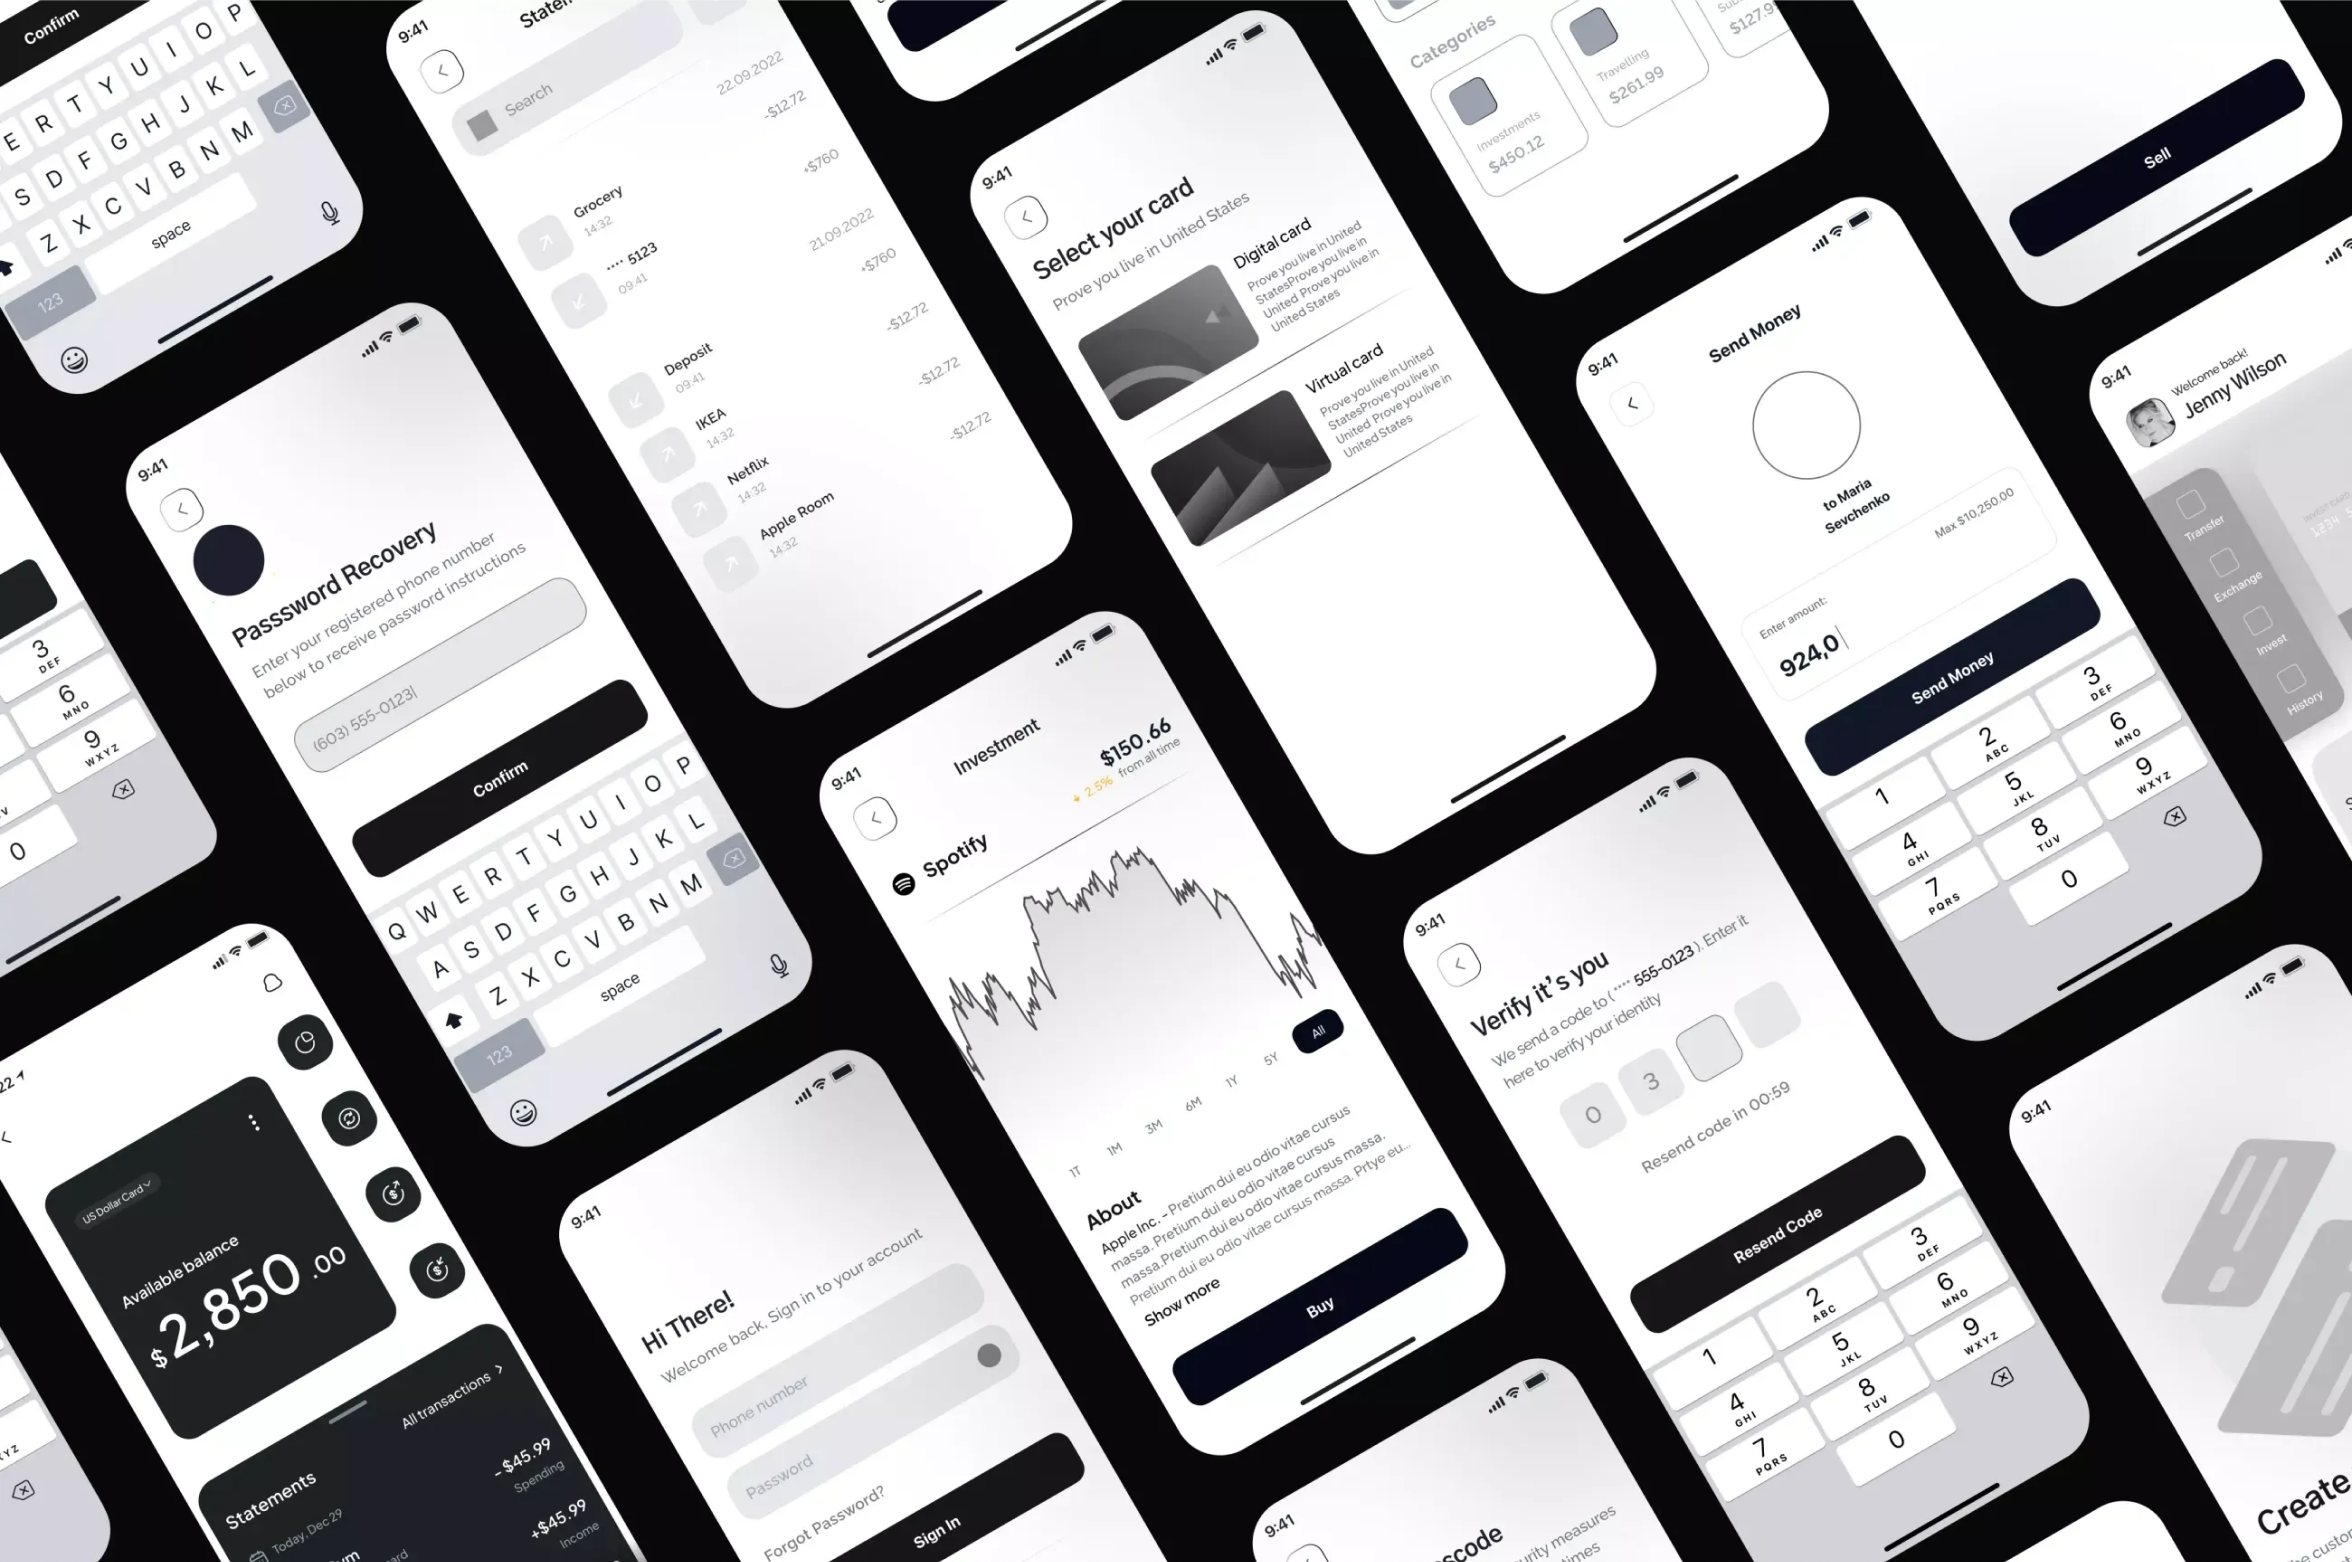 Confirm
E R T Y U I O P
S D F G H J K L
Z X C V B N M
123
space
9:41
Search
22.09.2022
Grocery
14:32
-$12.72
•••• 5123
09:41
+$760
21.09.2022
Deposit
09:41
+$760
IKEA
14:32
-$12.72
Netflix
14:32
-$12.72
Apple Room
14:32
-$12.72
9:41
Select your card
Prove you live in United States
Digital card
Prove you live in United
StatesProve you live in
United Prove you live in
United States
Virtual card
Prove you live in United
StatesProve you live in
United Prove you live in
United States
Categories
Investments
$450.12
Travelling
$261.99
Sell
9:41
Passsword Recovery
Enter your registered phone number
below to receive password instructions
(603) 555-0123
Confirm
Q W E R T Y U I O P
A S D F G H J K L
Z X C V B N M
123
space
9:41
Investment
Spotify
$150.66
2.5% from all time
1T
1M
3M
6M
1Y
5Y
All
About
Apple Inc. - Pretium dui eu odio vitae cursus
massa. Pretium dui eu odio vitae cursus
massa.Pretium dui eu odio vitae cursus massa.
Pretium dui eu odio vitae cursus massa. Prtye eu...
Show more
Buy
9:41
Send Money
to Maria
Sevchenko
Enter amount:
Max $10,250.00
924,0
Send Money
1
2 ABC
3 DEF
4 GHI
5 JKL
6 MNO
7 PQRS
8 TUV
9 WXYZ
0
9:41
Welcome back!
Jenny Wilson
Transfer
Exchange
Invest
History
9:41
Verify it's you
We send a code to ( **** 555-0123 ). Enter it
here to verify your identity
0
3
Resend code in 00:59
Resend Code
1
2 ABC
3 DEF
4 GHI
5 JKL
6 MNO
7 PQRS
8 TUV
9 WXYZ
0
3 DEF
6 MNO
9 WXYZ
0
US Dollar Card
Available balance
$2,850.00
Statements
All transactions
Today, Dec 29
- $45.99
Spending
+$45.99
Income
9:41
Hi There!
Welcome back, Sign in to your account
Phone number
Password
Forgot Password?
Sign In
9:41
9:41
Create